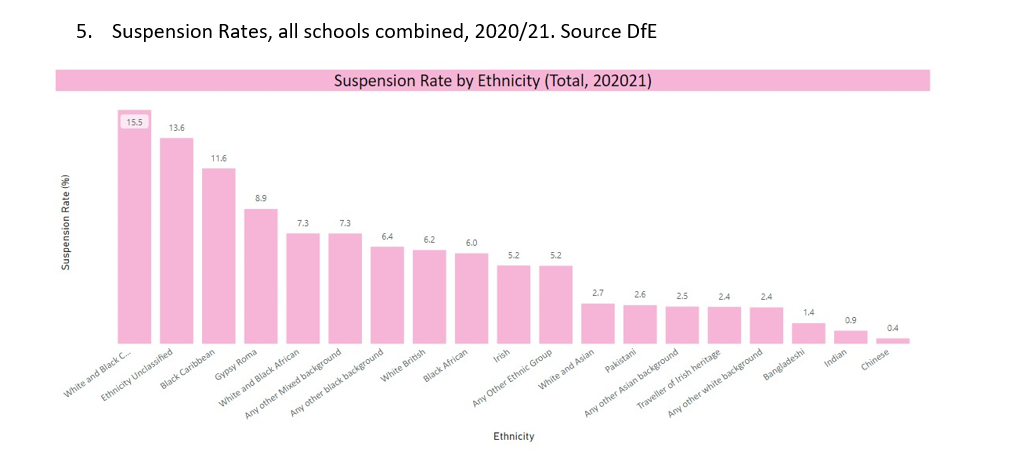 5. Suspension Rates, all schools combined, 2020/21. Source DfE
Suspension Rate by Ethnicity (Total, 202021)
Suspension Rate (%)
15.5
13.6
11.6
8.9
7.3
7.3
6.4
6.2
6.0
5.2
5.2
2.7
2.6
2.5
2.4
2.4
1.4
0.9
0.4
White and Black C...
Ethnicity Unclassified
Black Caribbean
Gypsy Roma
White and Black African
Any other Mixed background
Any other black background
White British
Black African
Irish
Any Other Ethnic Group
White and Asian
Pakistani
Any other Asian background
Traveller of Irish heritage
Any other white background
Bangladeshi
Indian
Chinese
Ethnicity